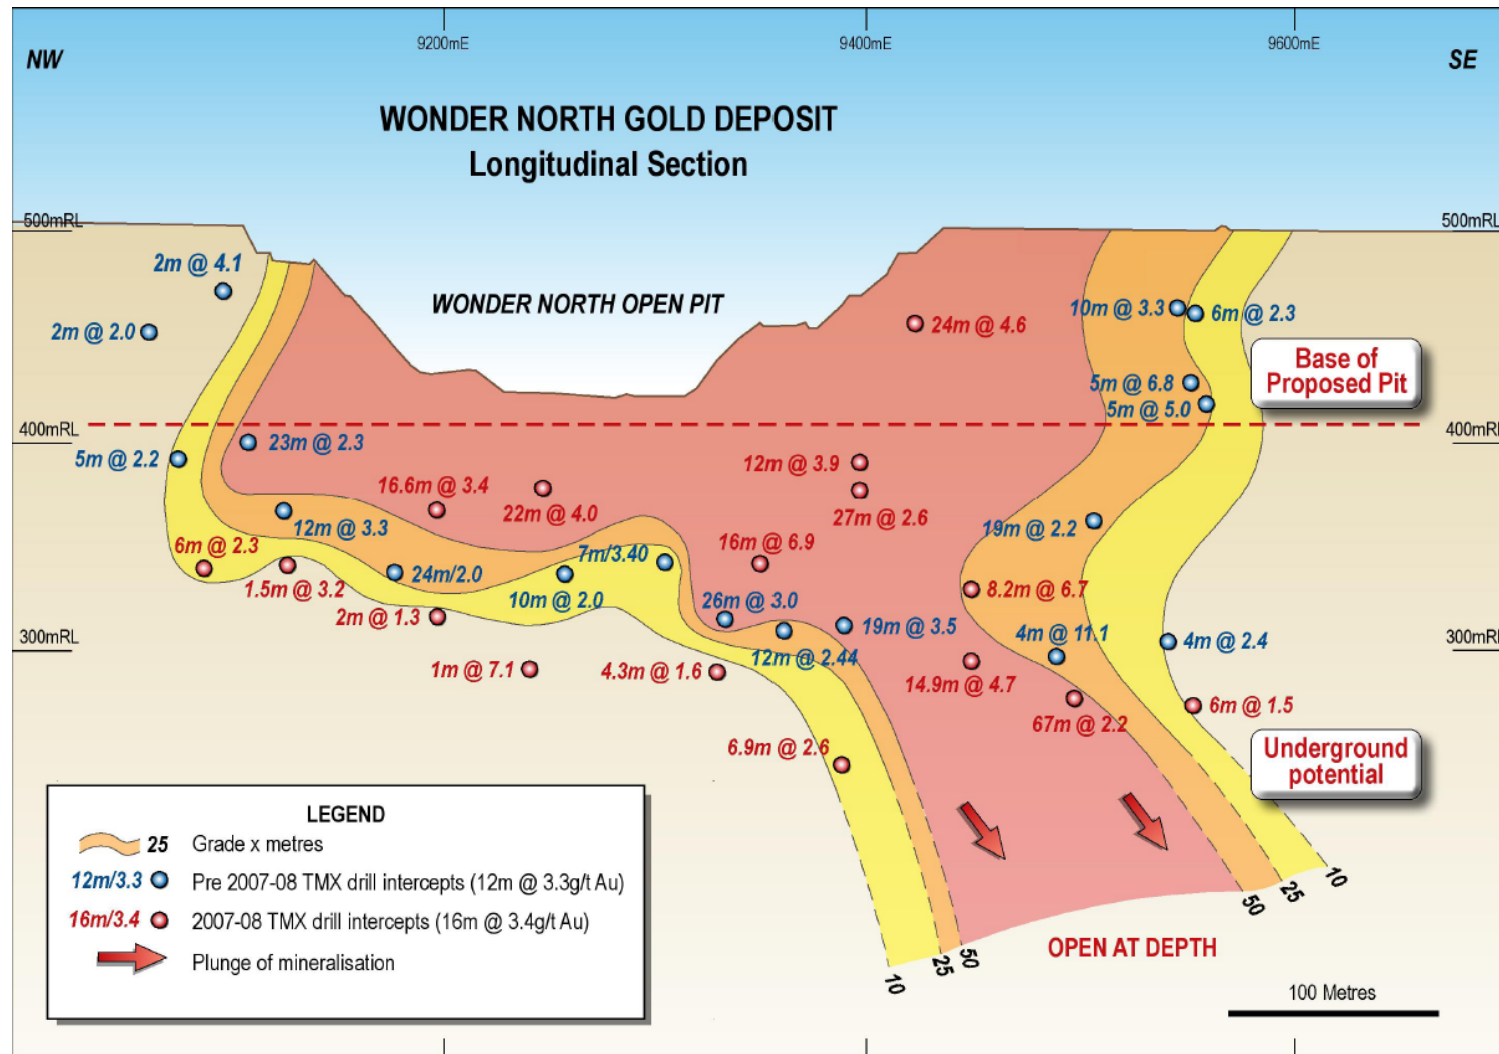 9200mE
9400mE
9600mE
NW
SE
WONDER NORTH GOLD DEPOSIT
Longitudinal Section
500mRL
500mRL
2m @ 4.1
2m @ 2.0
WONDER NORTH OPEN PIT
24m @ 4.6
10m @ 3.3
6m @ 2.3
Base of
Proposed Pit
5m @ 6.8
5m @ 5.0
400mRL
400mRL
5m @ 2.2
23m @ 2.3
16.6m @ 3.4
22m @ 4.0
12m @ 3.9
27m @ 2.6
12m @ 3.3
19m @ 2.2
6m @ 2.3
1.5m @ 3.2
24m/2.0
7m/3.40
10m @ 2.0
16m @ 6.9
8.2m @ 6.7
2m @ 1.3
26m @ 3.0
19m @ 3.5
12m @ 2.44
4m @ 11.1
4m @ 2.4
300mRL
300mRL
1m @ 7.1
4.3m @ 1.6
14.9m @ 4.7
67m @ 2.2
6m @ 1.5
6.9m @ 2.6
Underground
potential
LEGEND
25 Grade x metres
12m/3.3 Pre 2007-08 TMX drill intercepts (12m @ 3.3g/t Au)
16m/3.4 2007-08 TMX drill intercepts (16m @ 3.4g/t Au)
Plunge of mineralisation
10
25
50
50
25
10
OPEN AT DEPTH
100 Metres